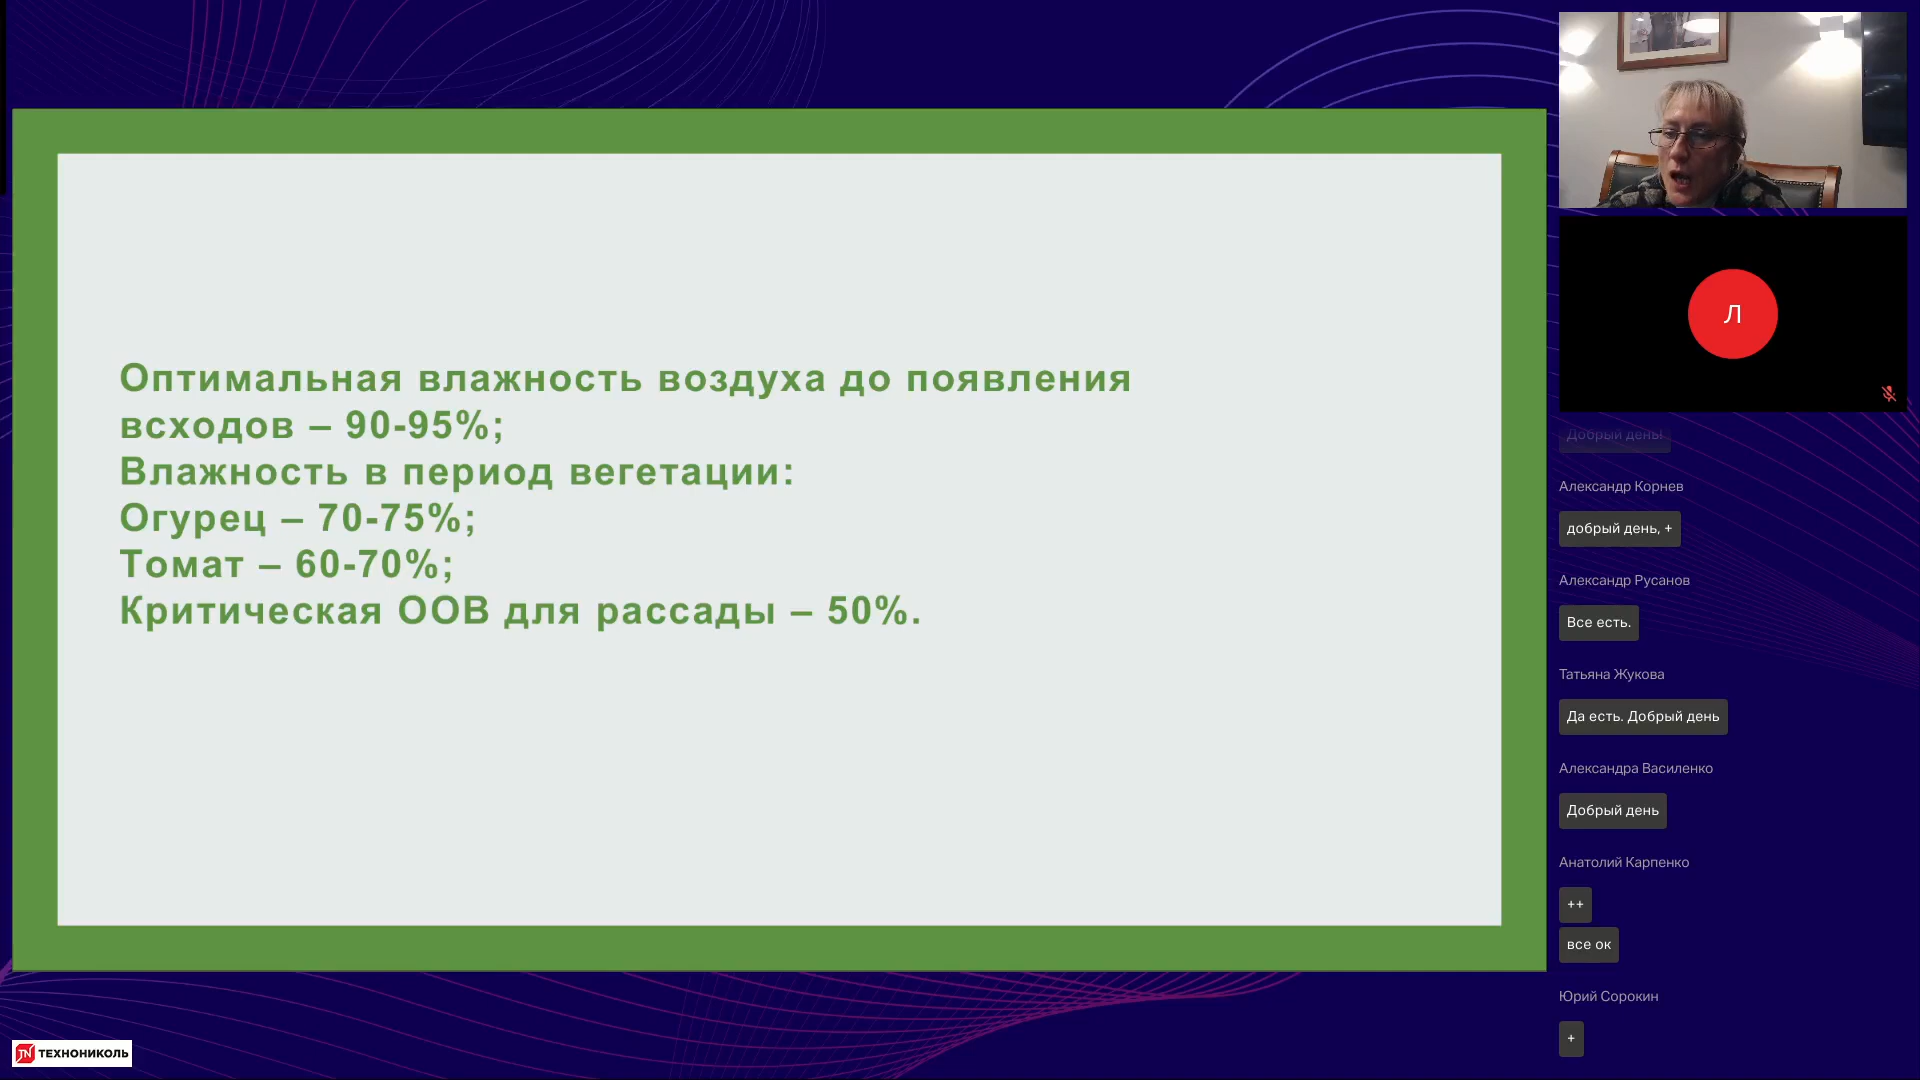 Оптимальная влажность воздуха до появления
всходов – 90-95%;
Влажность в период вегетации:
Огурец – 70-75%;
Томат – 60-70%;
Критическая ООВ для рассады – 50%.
Л
Добрый день!
Александр Корнев
добрый день, +
Александр Русанов
Все есть.
Татьяна Жукова
Да есть. Добрый день
Александра Василенко
Добрый день
Анатолий Карпенко
++
все ок
Юрий Сорокин
+
TN ТЕХНОНИКОЛЬ